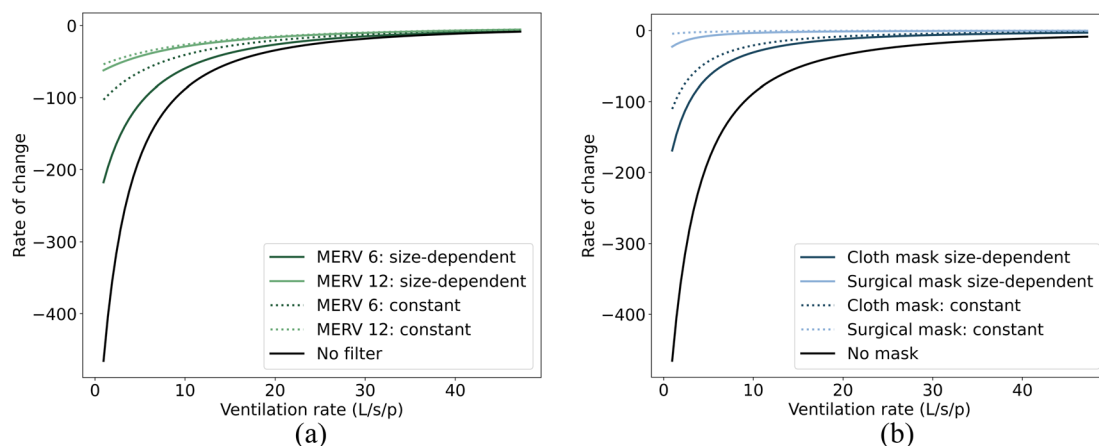 0
−100
−200
−300
−400
Rate of change
MERV 6: size-dependent
MERV 12: size-dependent
MERV 6: constant
MERV 12: constant
No filter
0 10 20 30 40
Ventilation rate (L/s/p)
(a)
0
−100
−200
−300
−400
Rate of change
Cloth mask size-dependent
Surgical mask size-dependent
Cloth mask: constant
Surgical mask: constant
No mask
0 10 20 30 40
Ventilation rate (L/s/p)
(b)